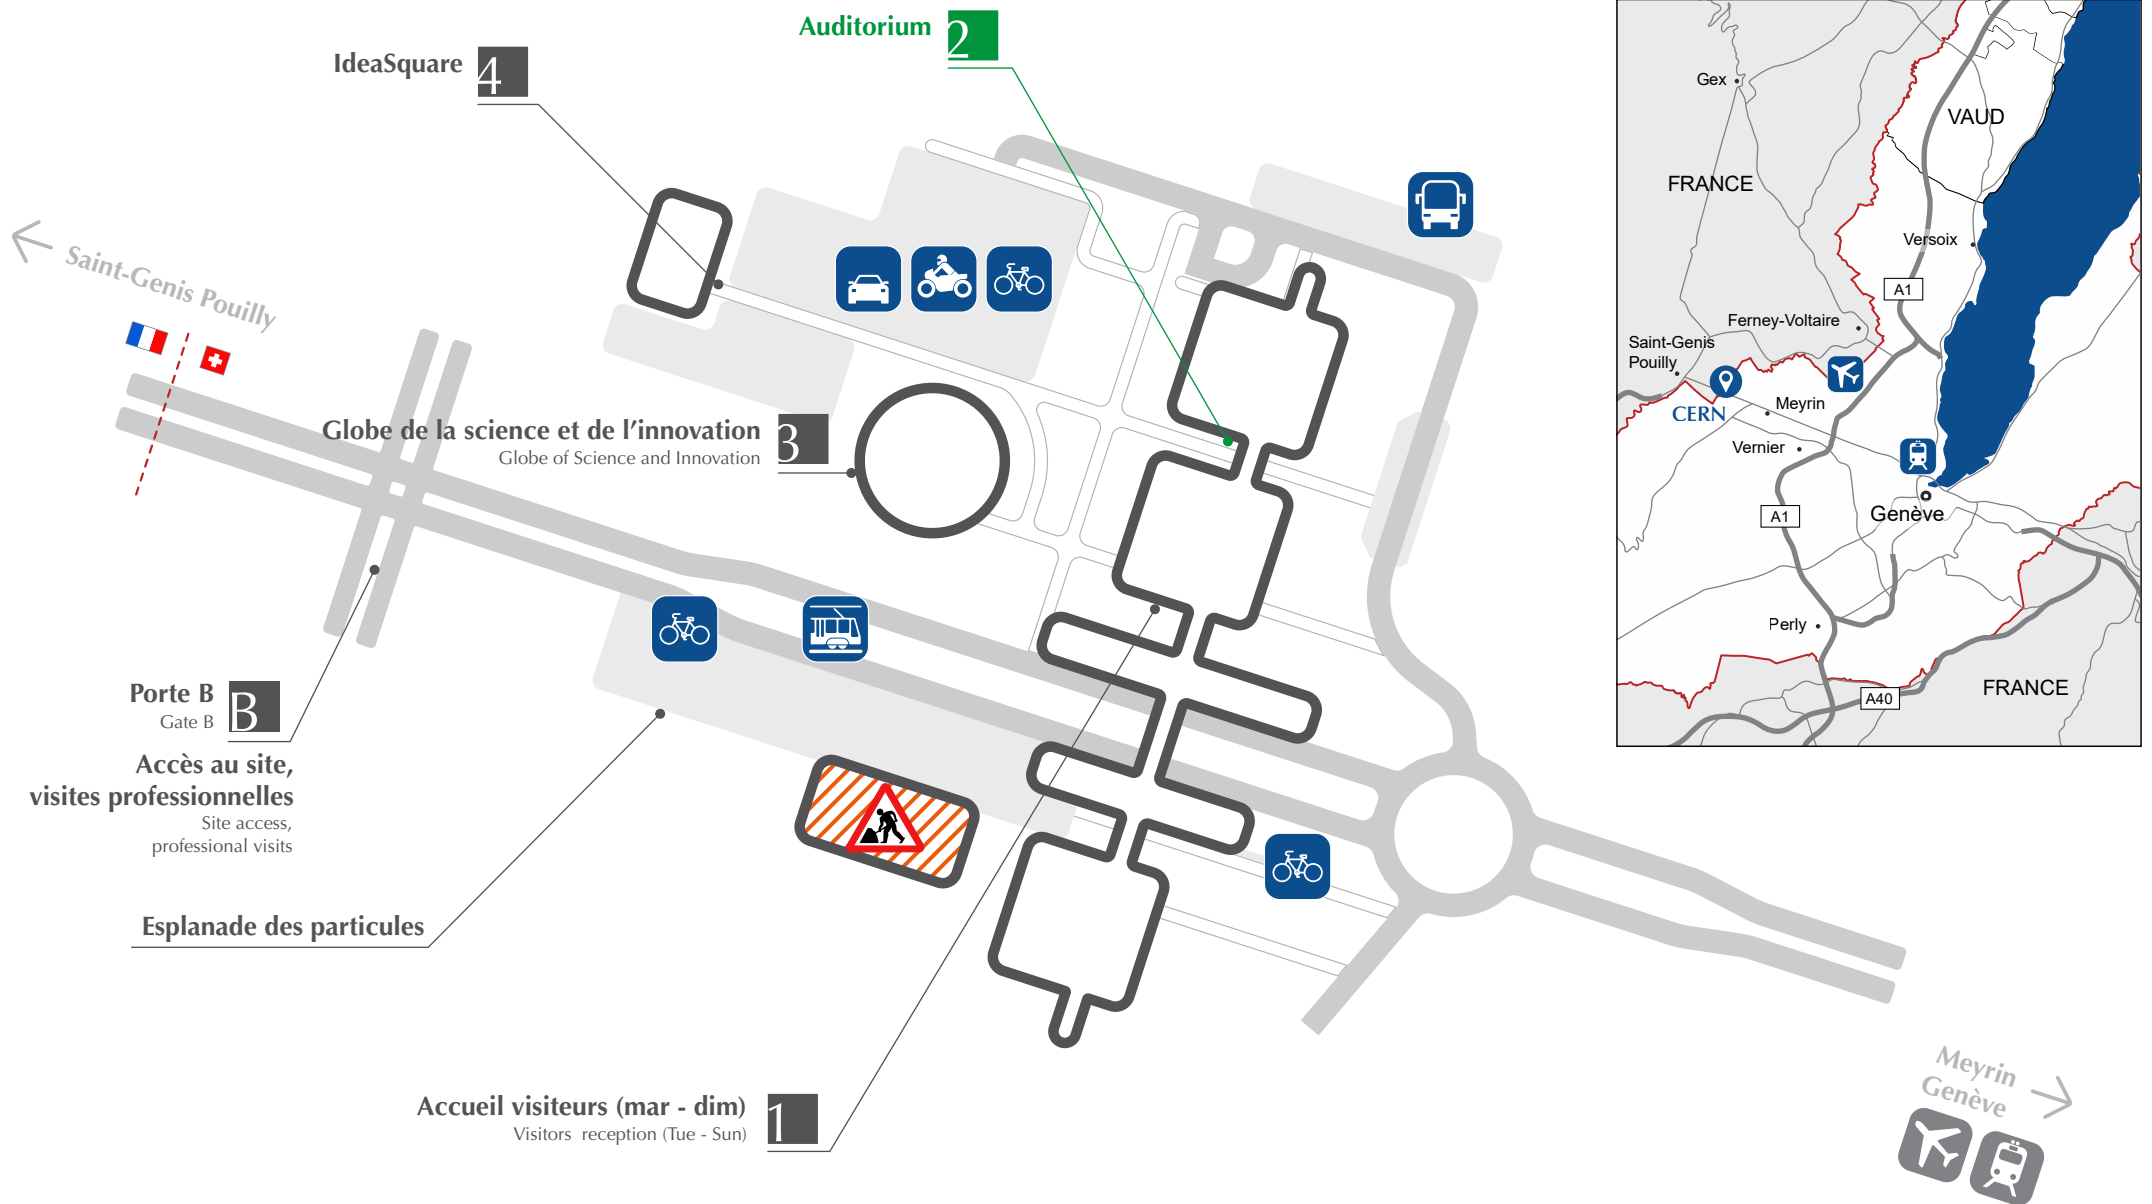 Auditorium 2
IdeaSquare 4
Saint-Genis Pouilly
Globe de la science et de l’innovation 3
Globe of Science and Innovation
Porte B B
Gate B
Accès au site,
visites professionnelles
Site access,
professional visits
Esplanade des particules
Accueil visiteurs (mar - dim) 1
Visitors reception (Tue - Sun)
Meyrin
Genève
Gex
VAUD
FRANCE
Versoix
A1
Ferney-Voltaire
Saint-Genis
Pouilly
CERN
Meyrin
Vernier
A1
Genève
Perly
A40
FRANCE